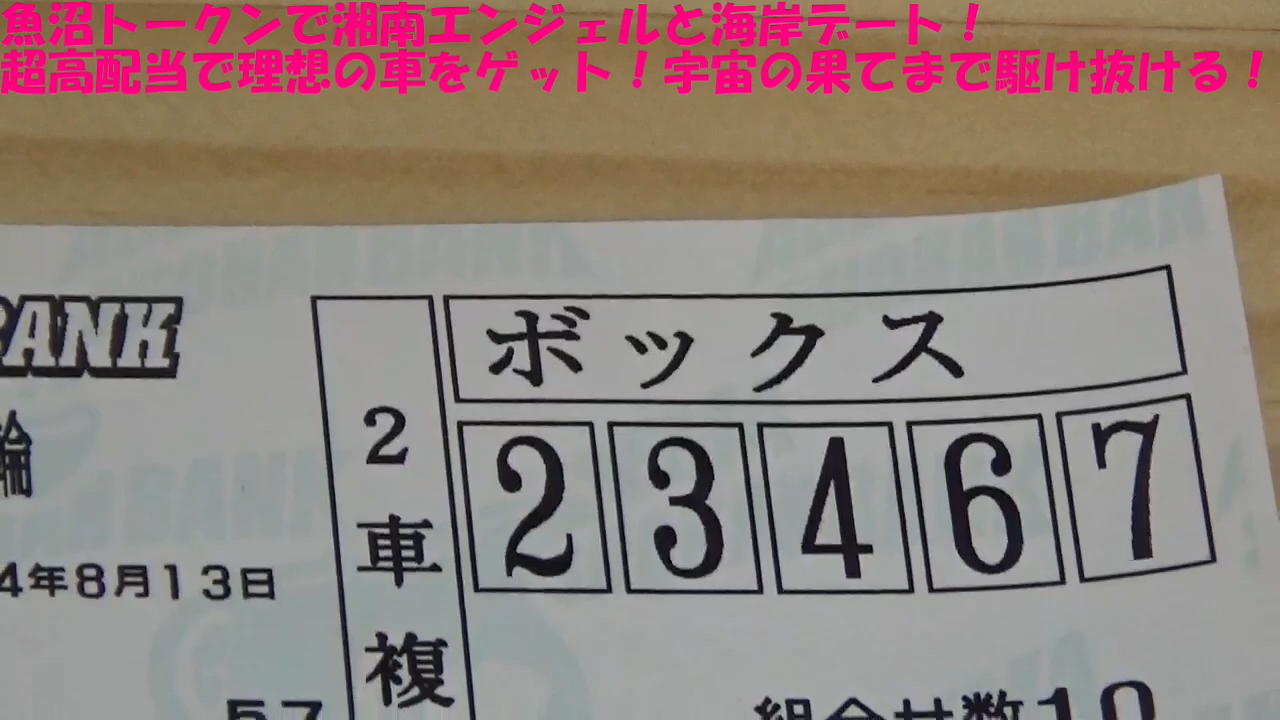 魚沼トークンで湘南エンジェルと海岸デート！
超高配当で理想の車をゲット！宇宙の果てまで駆け抜ける！
ANK
輪
4年8月13日
57
2車複
ボックス
2 3 4 6 7
組合せ数10